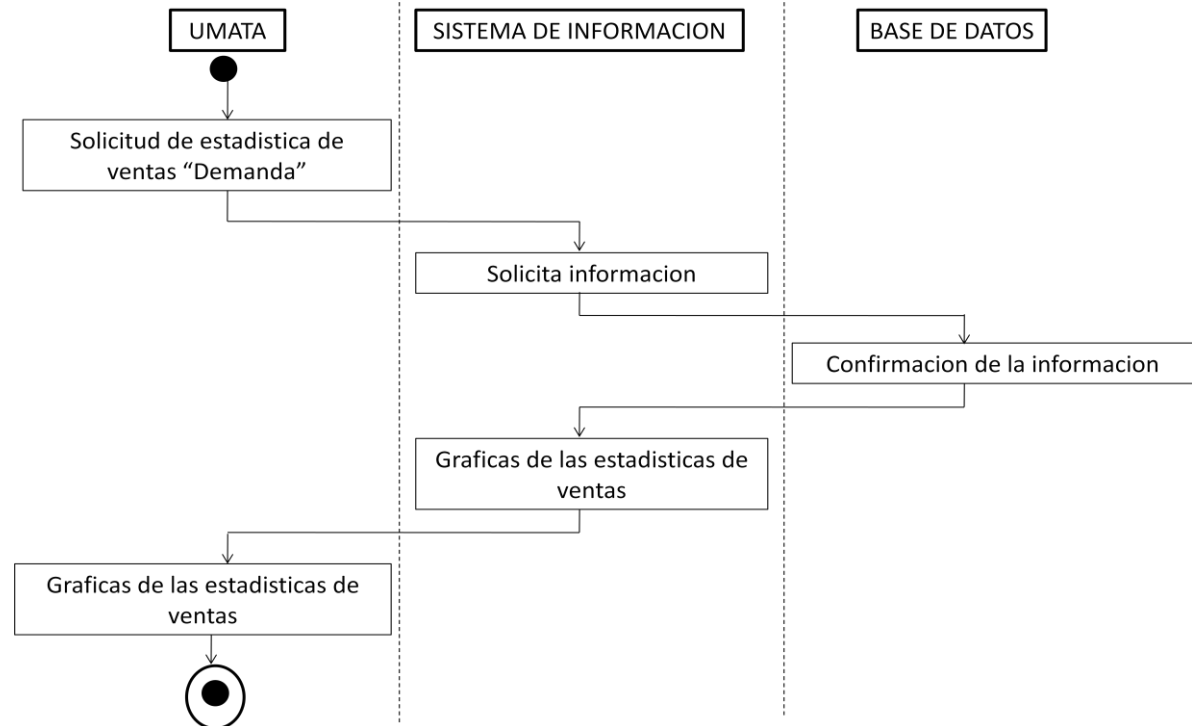 UMATA
SISTEMA DE INFORMACION
BASE DE DATOS
Solicitud de estadistica de
ventas “Demanda”
Solicita informacion
Confirmacion de la informacion
Graficas de las estadisticas de
ventas
Graficas de las estadisticas de
ventas